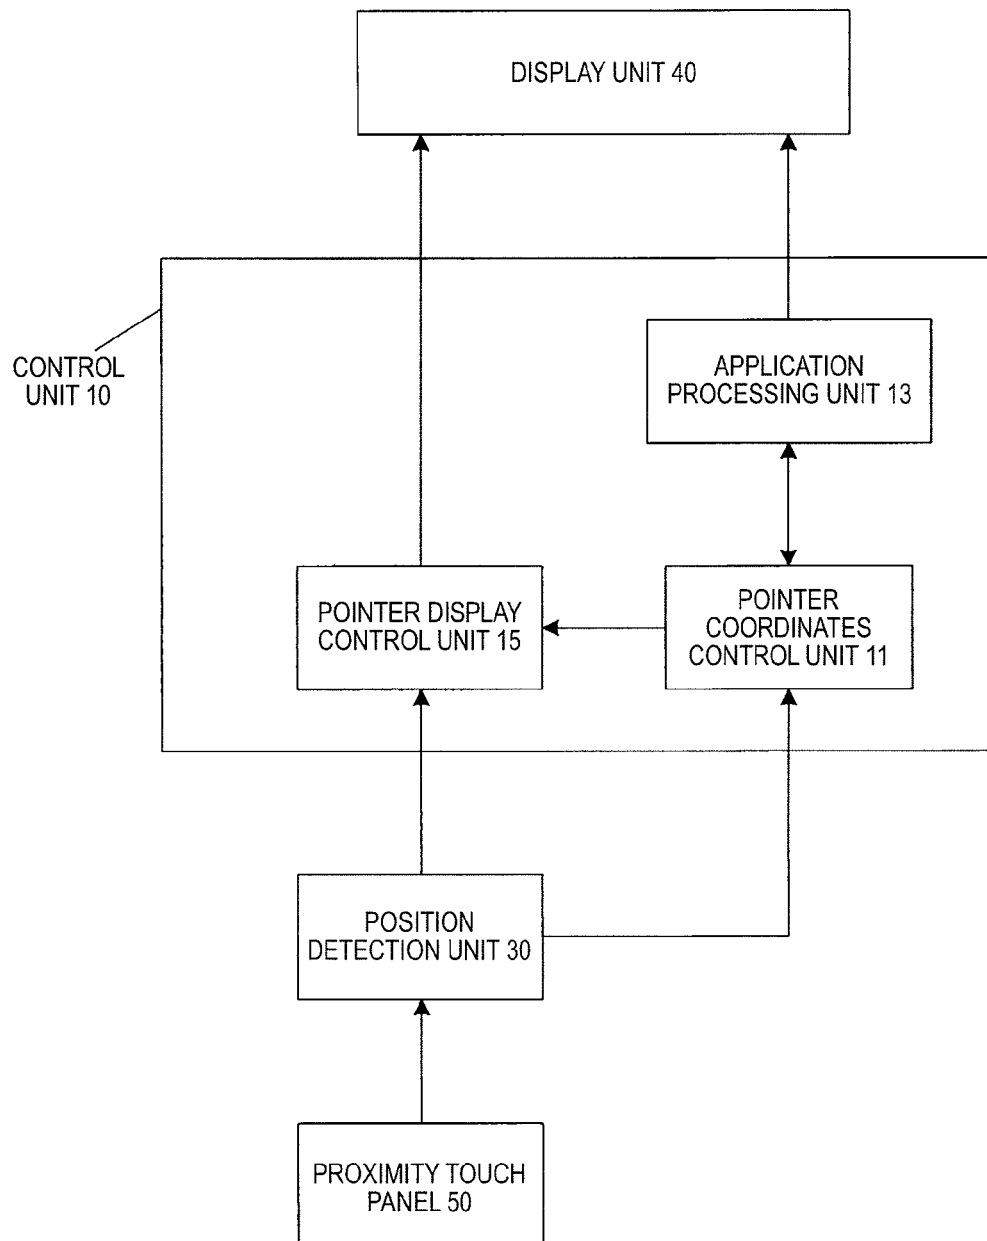 DISPLAY UNIT 40
CONTROL
UNIT 10
APPLICATION
PROCESSING UNIT 13
POINTER DISPLAY
CONTROL UNIT 15
POINTER
COORDINATES
CONTROL UNIT 11
POSITION
DETECTION UNIT 30
PROXIMITY TOUCH
PANEL 50